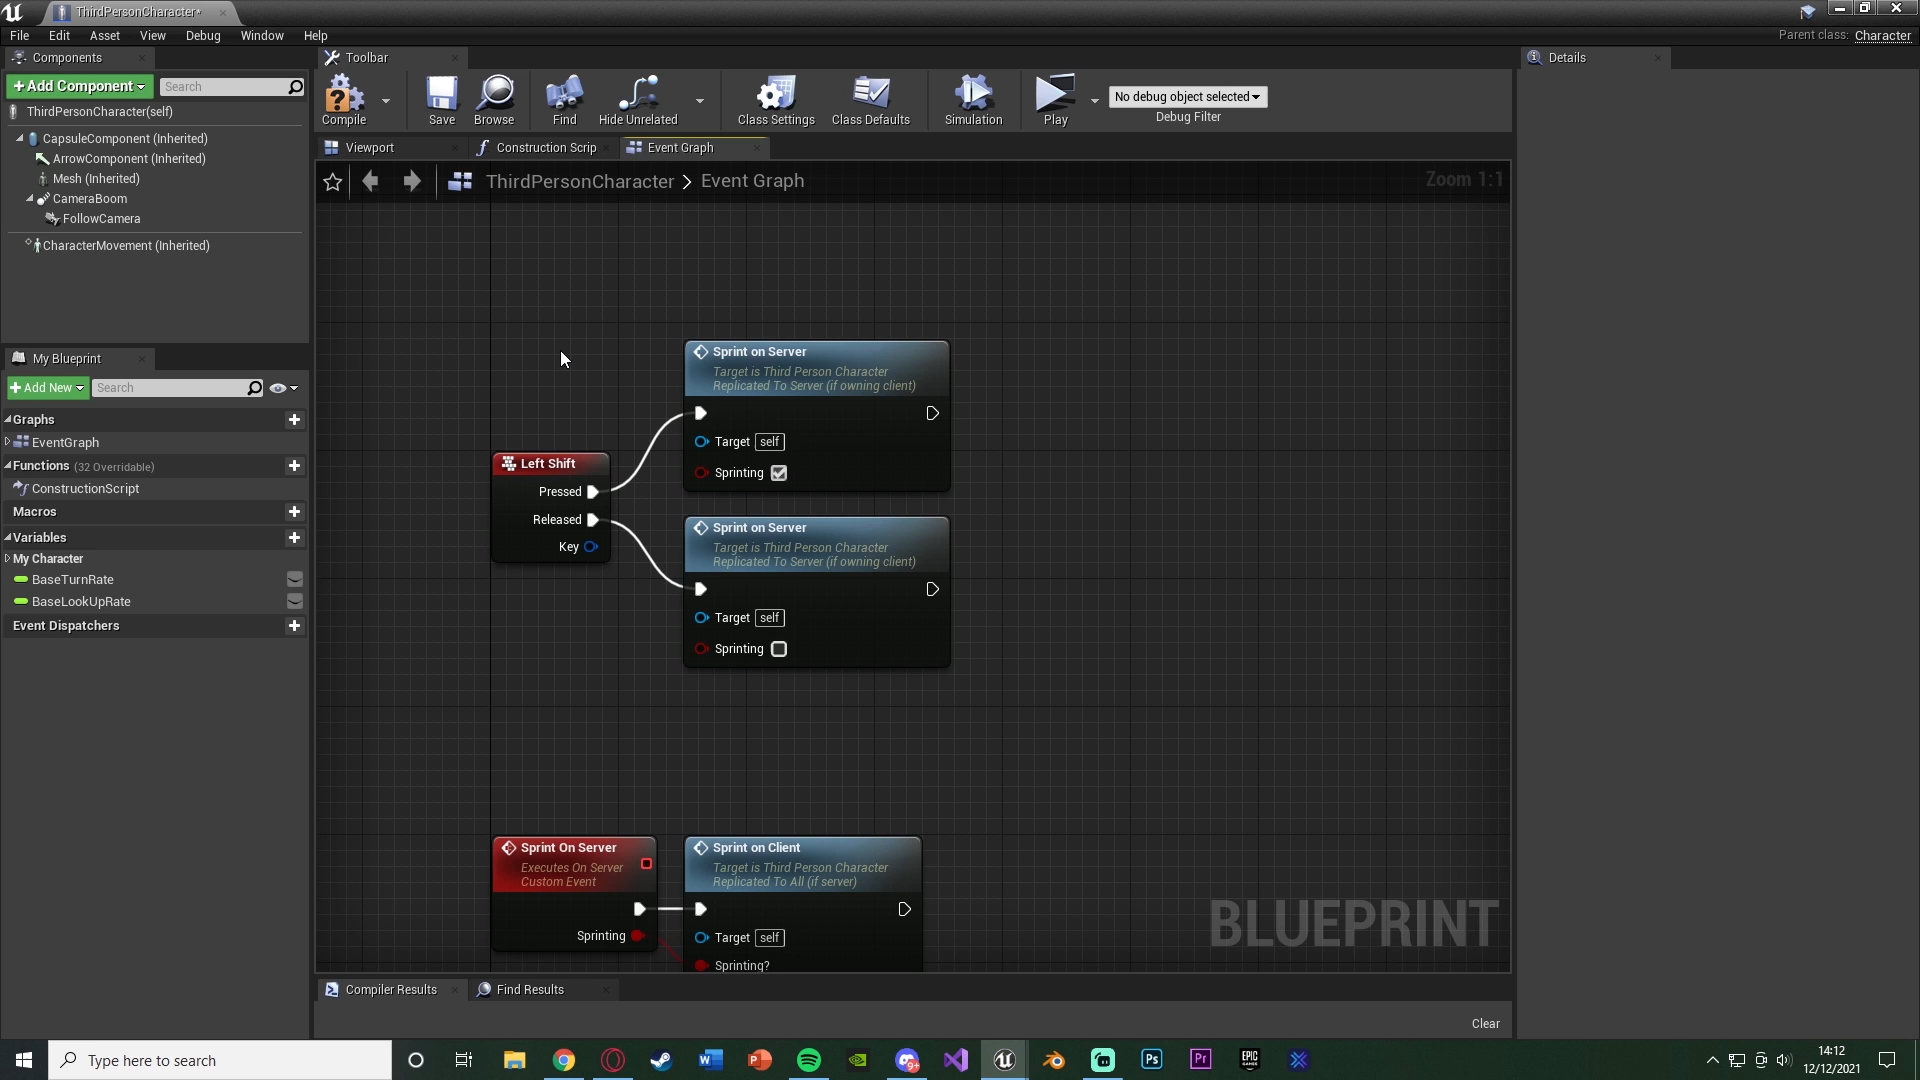 ThirdPersonCharacter*
File Edit Asset View Debug Window Help
Parent class: Character
Components
Toolbar
Details
+ Add Component
Search
ThirdPersonCharacter(self)
CapsuleComponent (Inherited)
ArrowComponent (Inherited)
Mesh (Inherited)
CameraBoom
FollowCamera
CharacterMovement (Inherited)
Compile
Save
Browse
Find
Hide Unrelated
Class Settings
Class Defaults
Simulation
Play
No debug object selected
Debug Filter
Viewport
Construction Scrip
Event Graph
ThirdPersonCharacter > Event Graph
Zoom 1:1
My Blueprint
+ Add New
Search
Graphs
EventGraph
Functions (32 Overridable)
ConstructionScript
Macros
Variables
My Character
BaseTurnRate
BaseLookUpRate
Event Dispatchers
Left Shift
Pressed
Released
Key
Sprint on Server
Target is Third Person Character
Replicated To Server (if owning client)
Target self
Sprinting
Sprint on Server
Target is Third Person Character
Replicated To Server (if owning client)
Target self
Sprinting
Sprint On Server
Executes On Server
Custom Event
Sprinting
Sprint on Client
Target is Third Person Character
Replicated To All (if server)
Target self
Sprinting?
BLUEPRINT
Compiler Results
Find Results
Clear
Type here to search
9+
Ps
Pr
EPIC
GAMES
14:12
12/12/2021